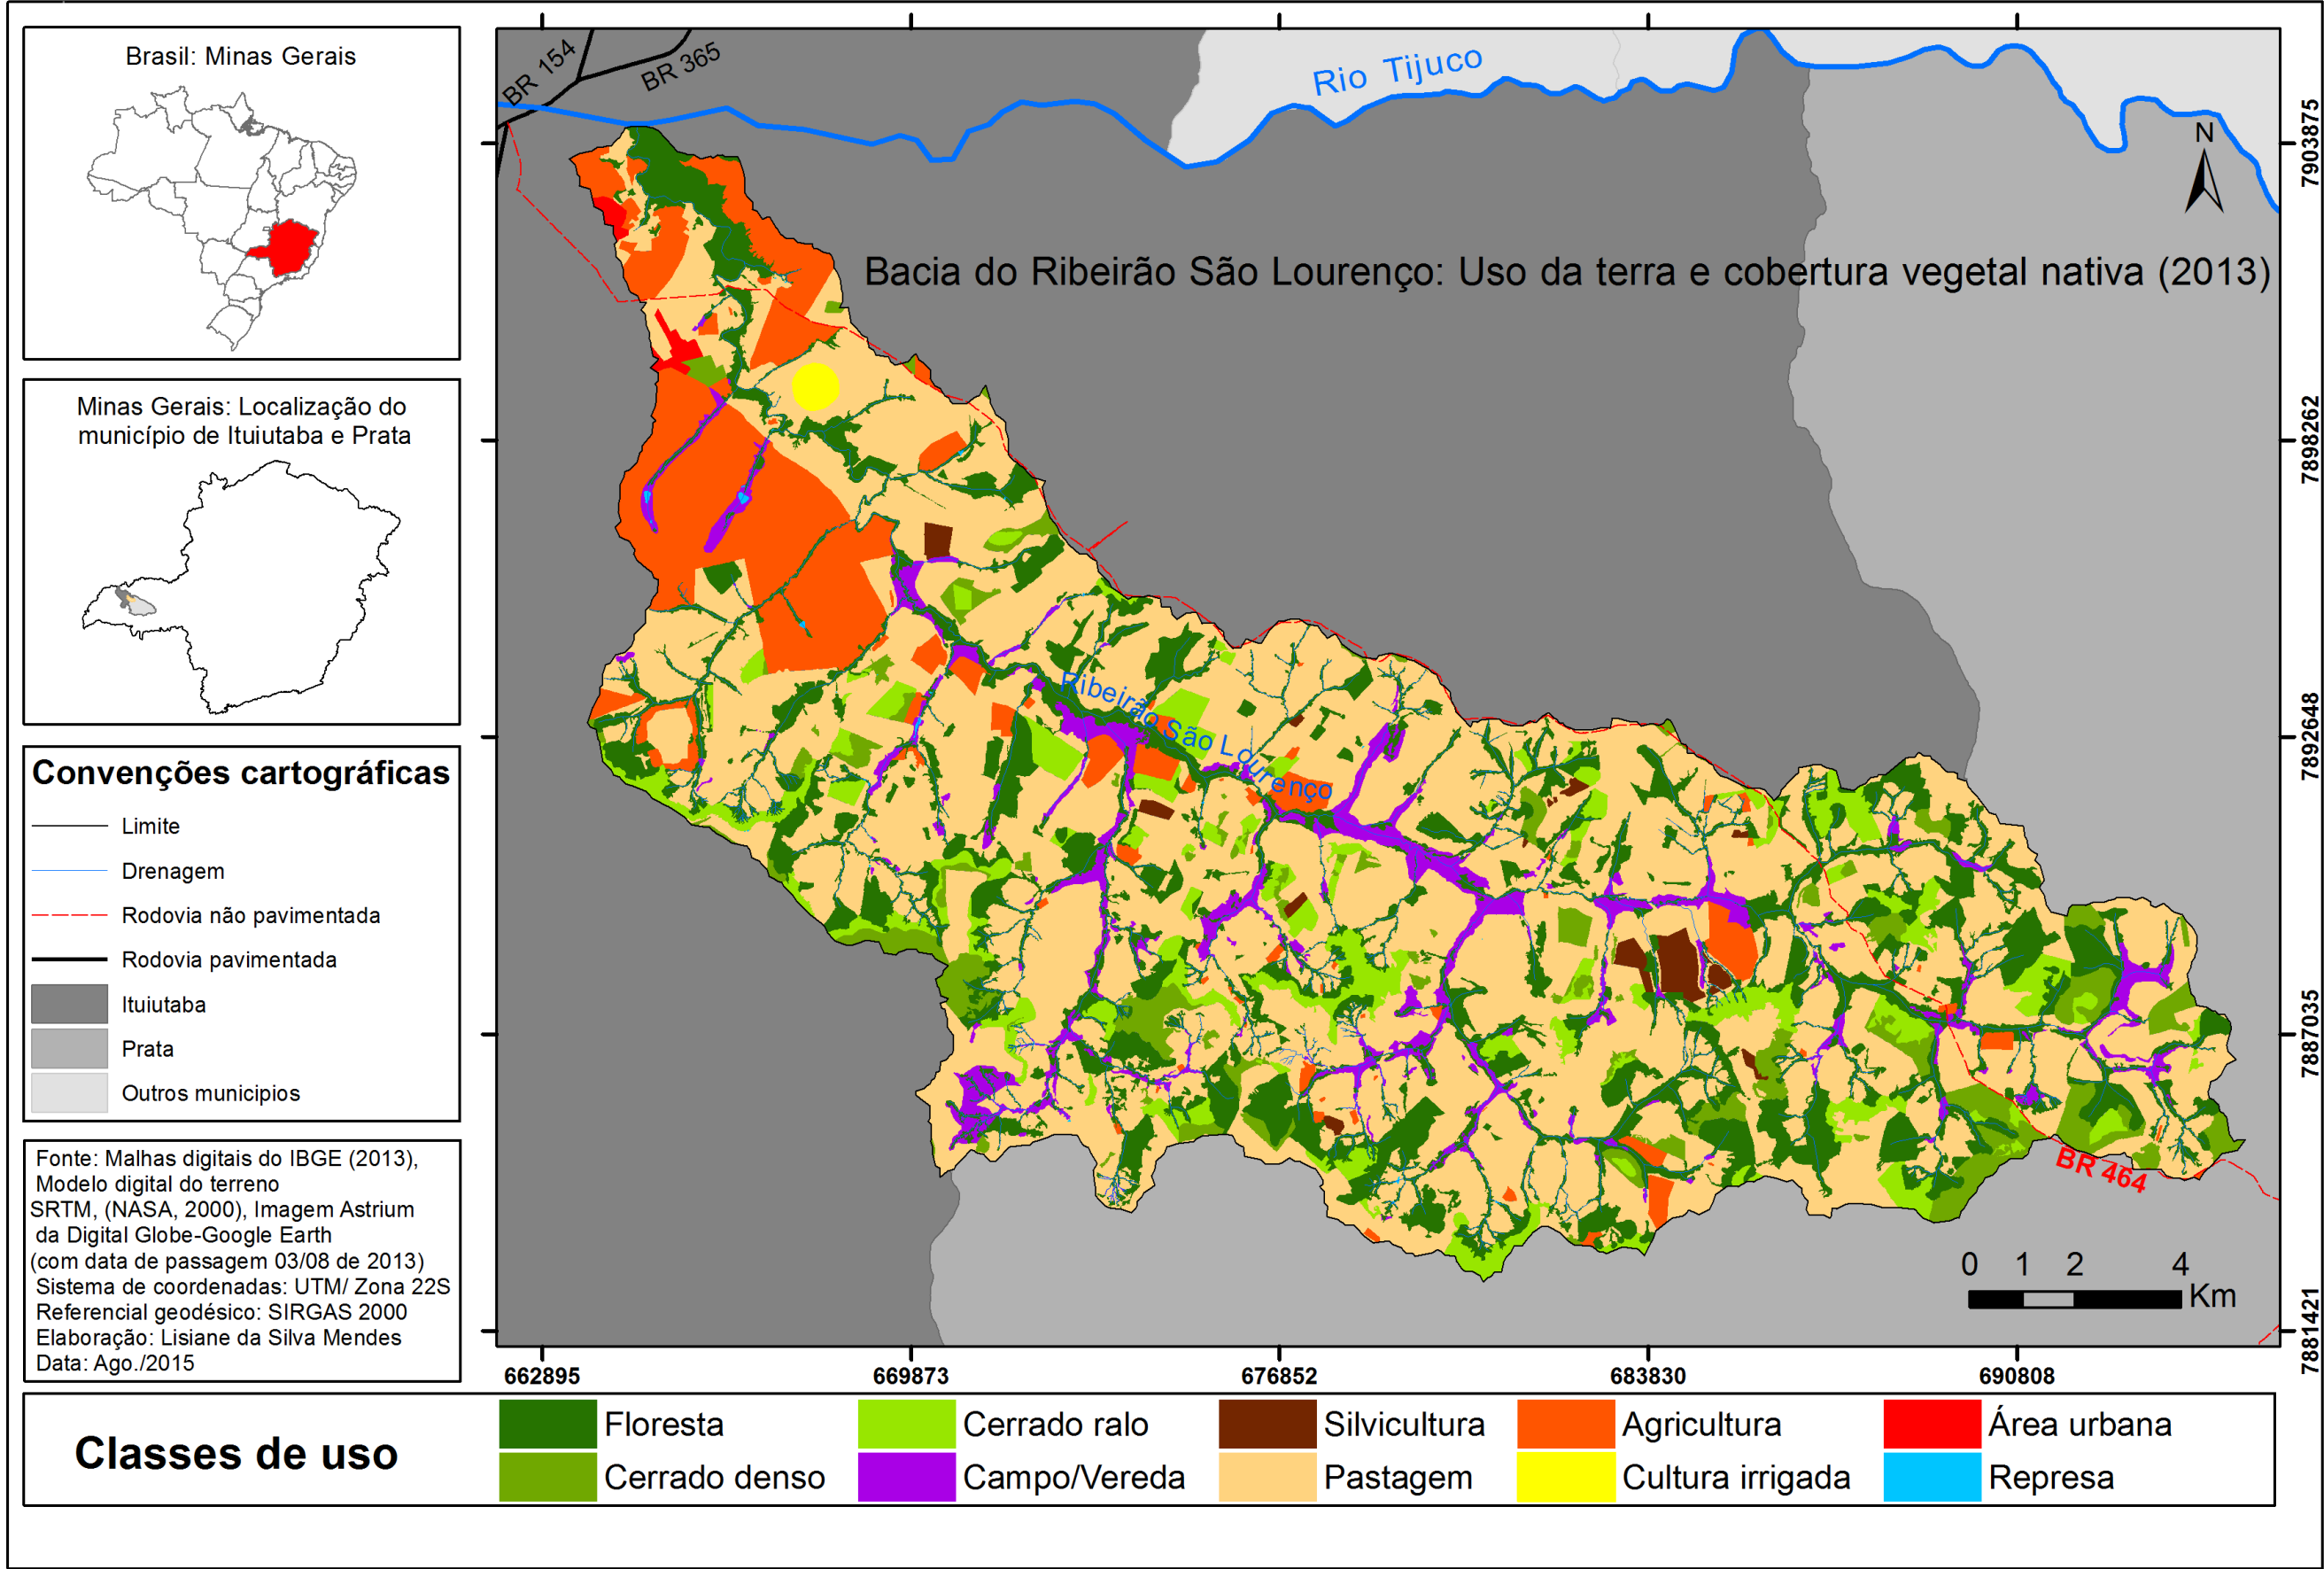 Brasil: Minas Gerais
Minas Gerais: Localização do
município de Ituiutaba e Prata
Convenções cartográficas
Limite
Drenagem
Rodovia não pavimentada
Rodovia pavimentada
Ituiutaba
Prata
Outros municipios
Fonte: Malhas digitais do IBGE (2013),
Modelo digital do terreno
SRTM, (NASA, 2000), Imagem Astrium
da Digital Globe-Google Earth
(com data de passagem 03/08 de 2013)
Sistema de coordenadas: UTM/ Zona 22S
Referencial geodésico: SIRGAS 2000
Elaboração: Lisiane da Silva Mendes
Data: Ago./2015
BR 154
BR 365
Rio Tijuco
N
Bacia do Ribeirão São Lourenço: Uso da terra e cobertura vegetal nativa (2013)
Ribeirão São Lourenço
BR 464
0 1 2 4
Km
7903875
7898262
7892648
7887035
7881421
662895 669873 676852 683830 690808
Classes de uso
Floresta Cerrado ralo Silvicultura Agricultura Área urbana
Cerrado denso Campo/Vereda Pastagem Cultura irrigada Represa